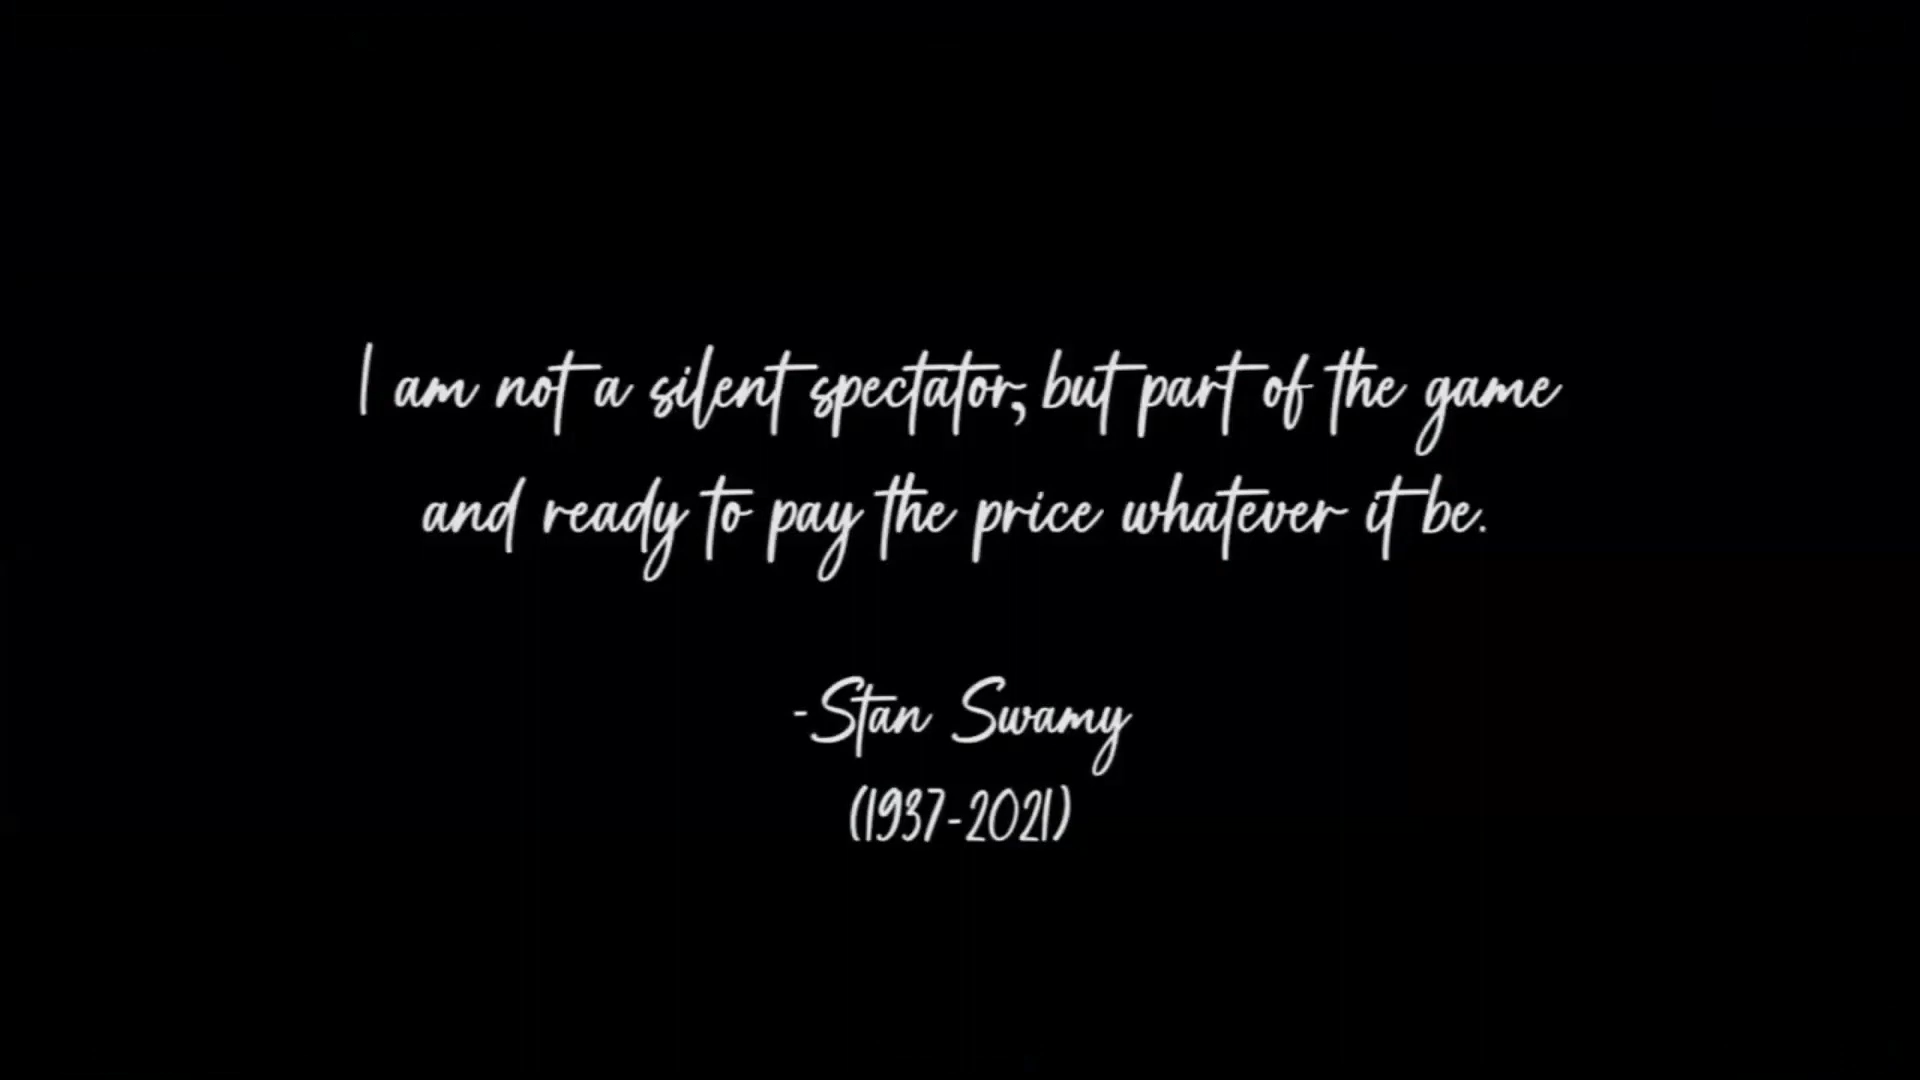 I am not a silent spectator, but part of the game
and ready to pay the price whatever it be.
-Stan Swamy
(1937-2021)